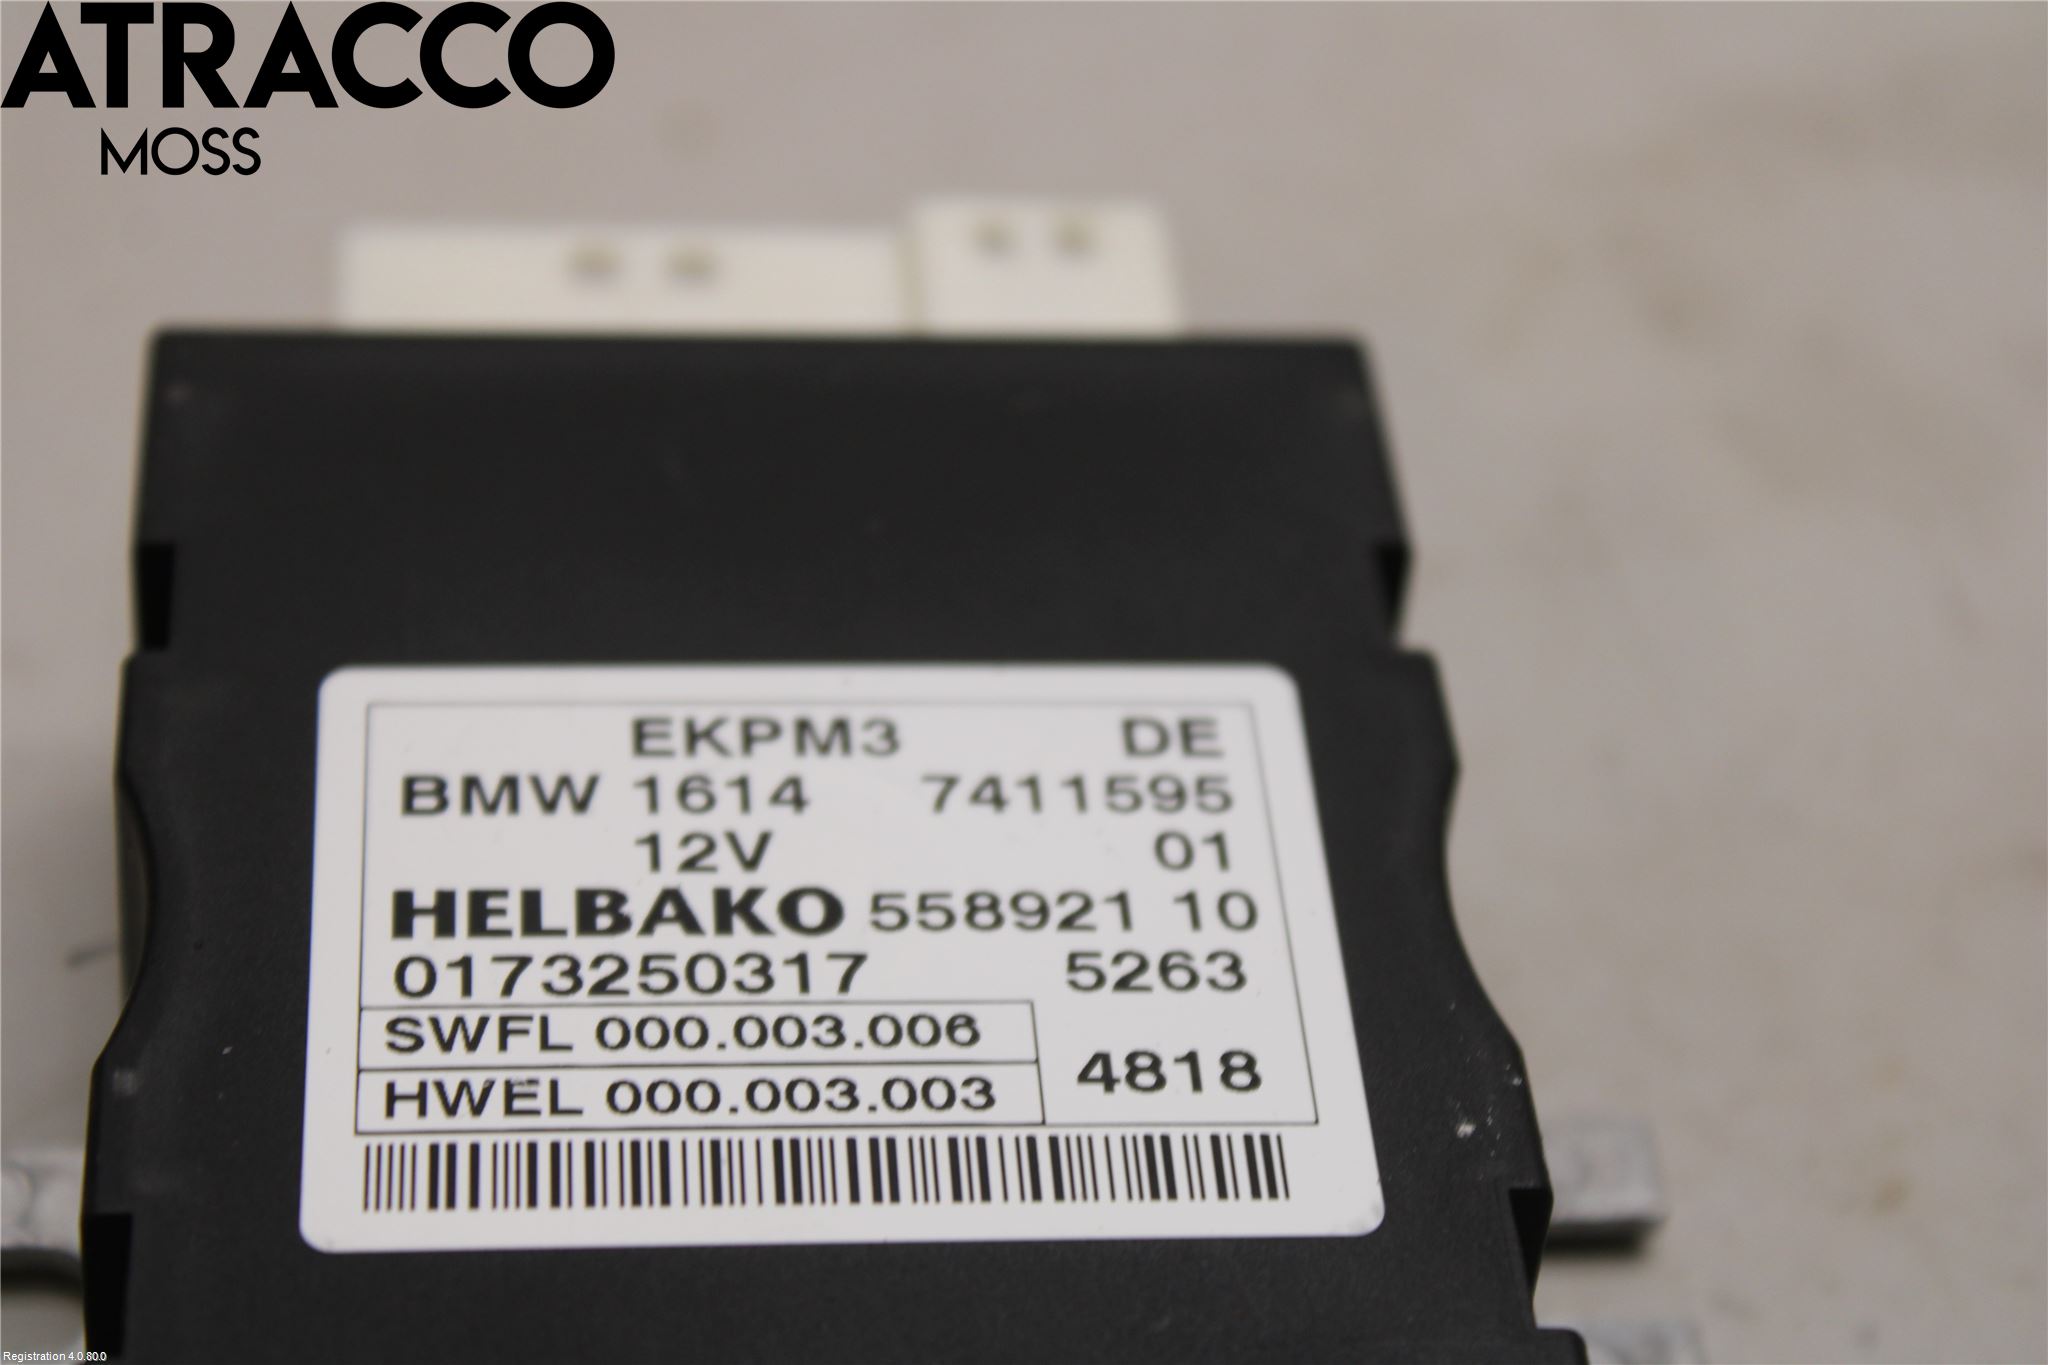 ATRACCO
MOSS
EKPM3 DE
BMW 1614 7411595
12V 01
HELBAKO 558921 10
0173250317 5263
SWFL 000.003.006
4818
HWEL 000.003.003
Registration 4.0.80.0